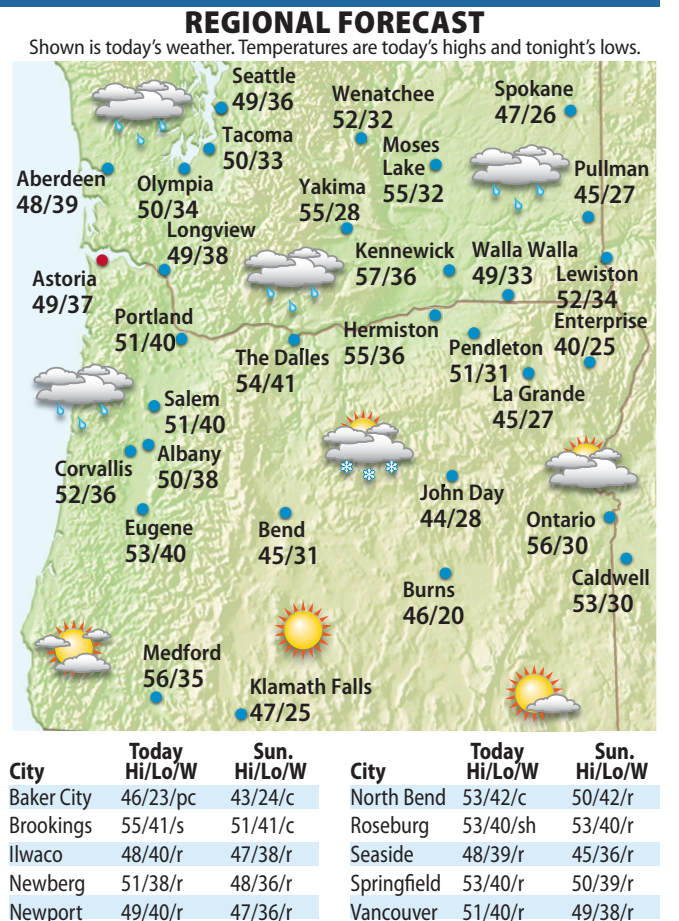 REGIONAL FORECAST
Shown is today's weather. Temperatures are today's highs and tonight's lows.
Seattle
49/36
Wenatchee
52/32
Spokane
47/26
Tacoma
50/33
Moses
Lake
55/32
Aberdeen
48/39
Olympia
50/34
Yakima
55/28
Pullman
45/27
Longview
49/38
Kennewick
57/36
Walla Walla
49/33
Lewiston
52/34
Astoria
49/37
Portland
51/40
The Dalles
54/41
Hermiston
55/36
Pendleton
51/31
Enterprise
40/25
La Grande
45/27
Salem
51/40
Albany
50/38
Corvallis
52/36
John Day
44/28
Eugene
53/40
Bend
45/31
Ontario
56/30
Caldwell
53/30
Burns
46/20
Medford
56/35
Klamath Falls
47/25
Today Sun.
City Hi/Lo/W Hi/Lo/W
Baker City 46/23/pc 43/24/c
Brookings 55/41/s 51/41/c
Ilwaco 48/40/r 47/38/r
Newberg 51/38/r 48/36/r
Newport 49/40/r 47/36/r
Today Sun.
City Hi/Lo/W Hi/Lo/W
North Bend 53/42/c 50/42/r
Roseburg 53/40/sh 53/40/r
Seaside 48/39/r 45/36/r
Springfield 53/40/r 50/39/r
Vancouver 51/40/r 49/38/r